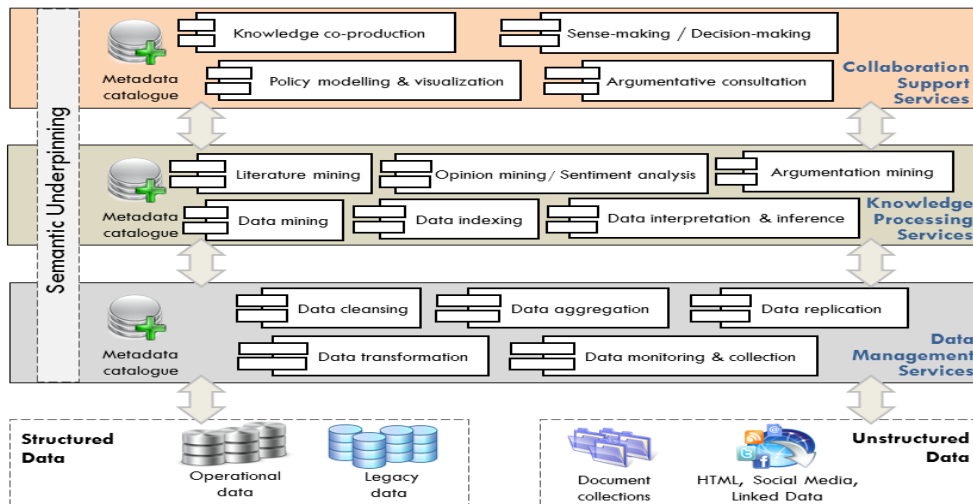 Semantic Underpinning
Metadata
catalogue
Knowledge co-production
Sense-making / Decision-making
Policy modelling & visualization
Argumentative consultation
Collaboration
Support
Services
Metadata
catalogue
Literature mining
Opinion mining/ Sentiment analysis
Argumentation mining
Data mining
Data indexing
Data interpretation & inference
Knowledge
Processing
Services
Metadata
catalogue
Data cleansing
Data aggregation
Data replication
Data transformation
Data monitoring & collection
Data
Management
Services
Structured
Data
Operational
data
Legacy
data
Document
collections
HTML, Social Media,
Linked Data
Unstructured
Data